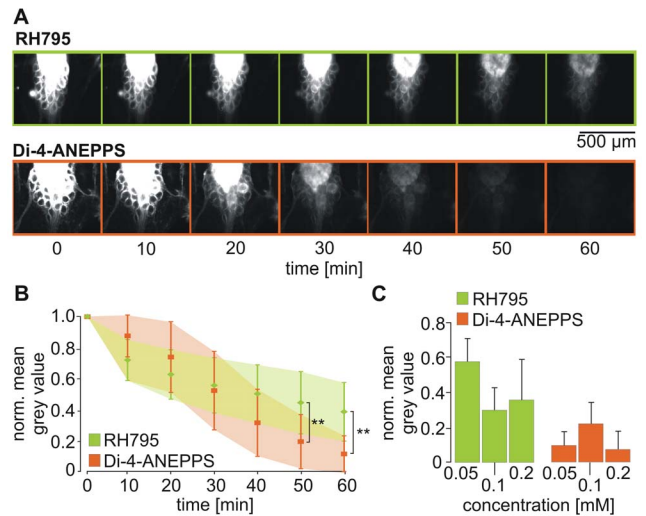 A
RH795
500 µm
Di-4-ANEPPS
0 10 20 30 40 50 60
time [min]
B
norm. mean
grey value
1.0
0.8
0.6
0.4
0.2
0
**
**
RH795
Di-4-ANEPPS
0 10 20 30 40 50 60
time [min]
C
RH795
Di-4-ANEPPS
norm. mean
grey value
0.8
0.6
0.4
0.2
0
0.05 0.2 0.05 0.2
0.1 0.1
concentration [mM]